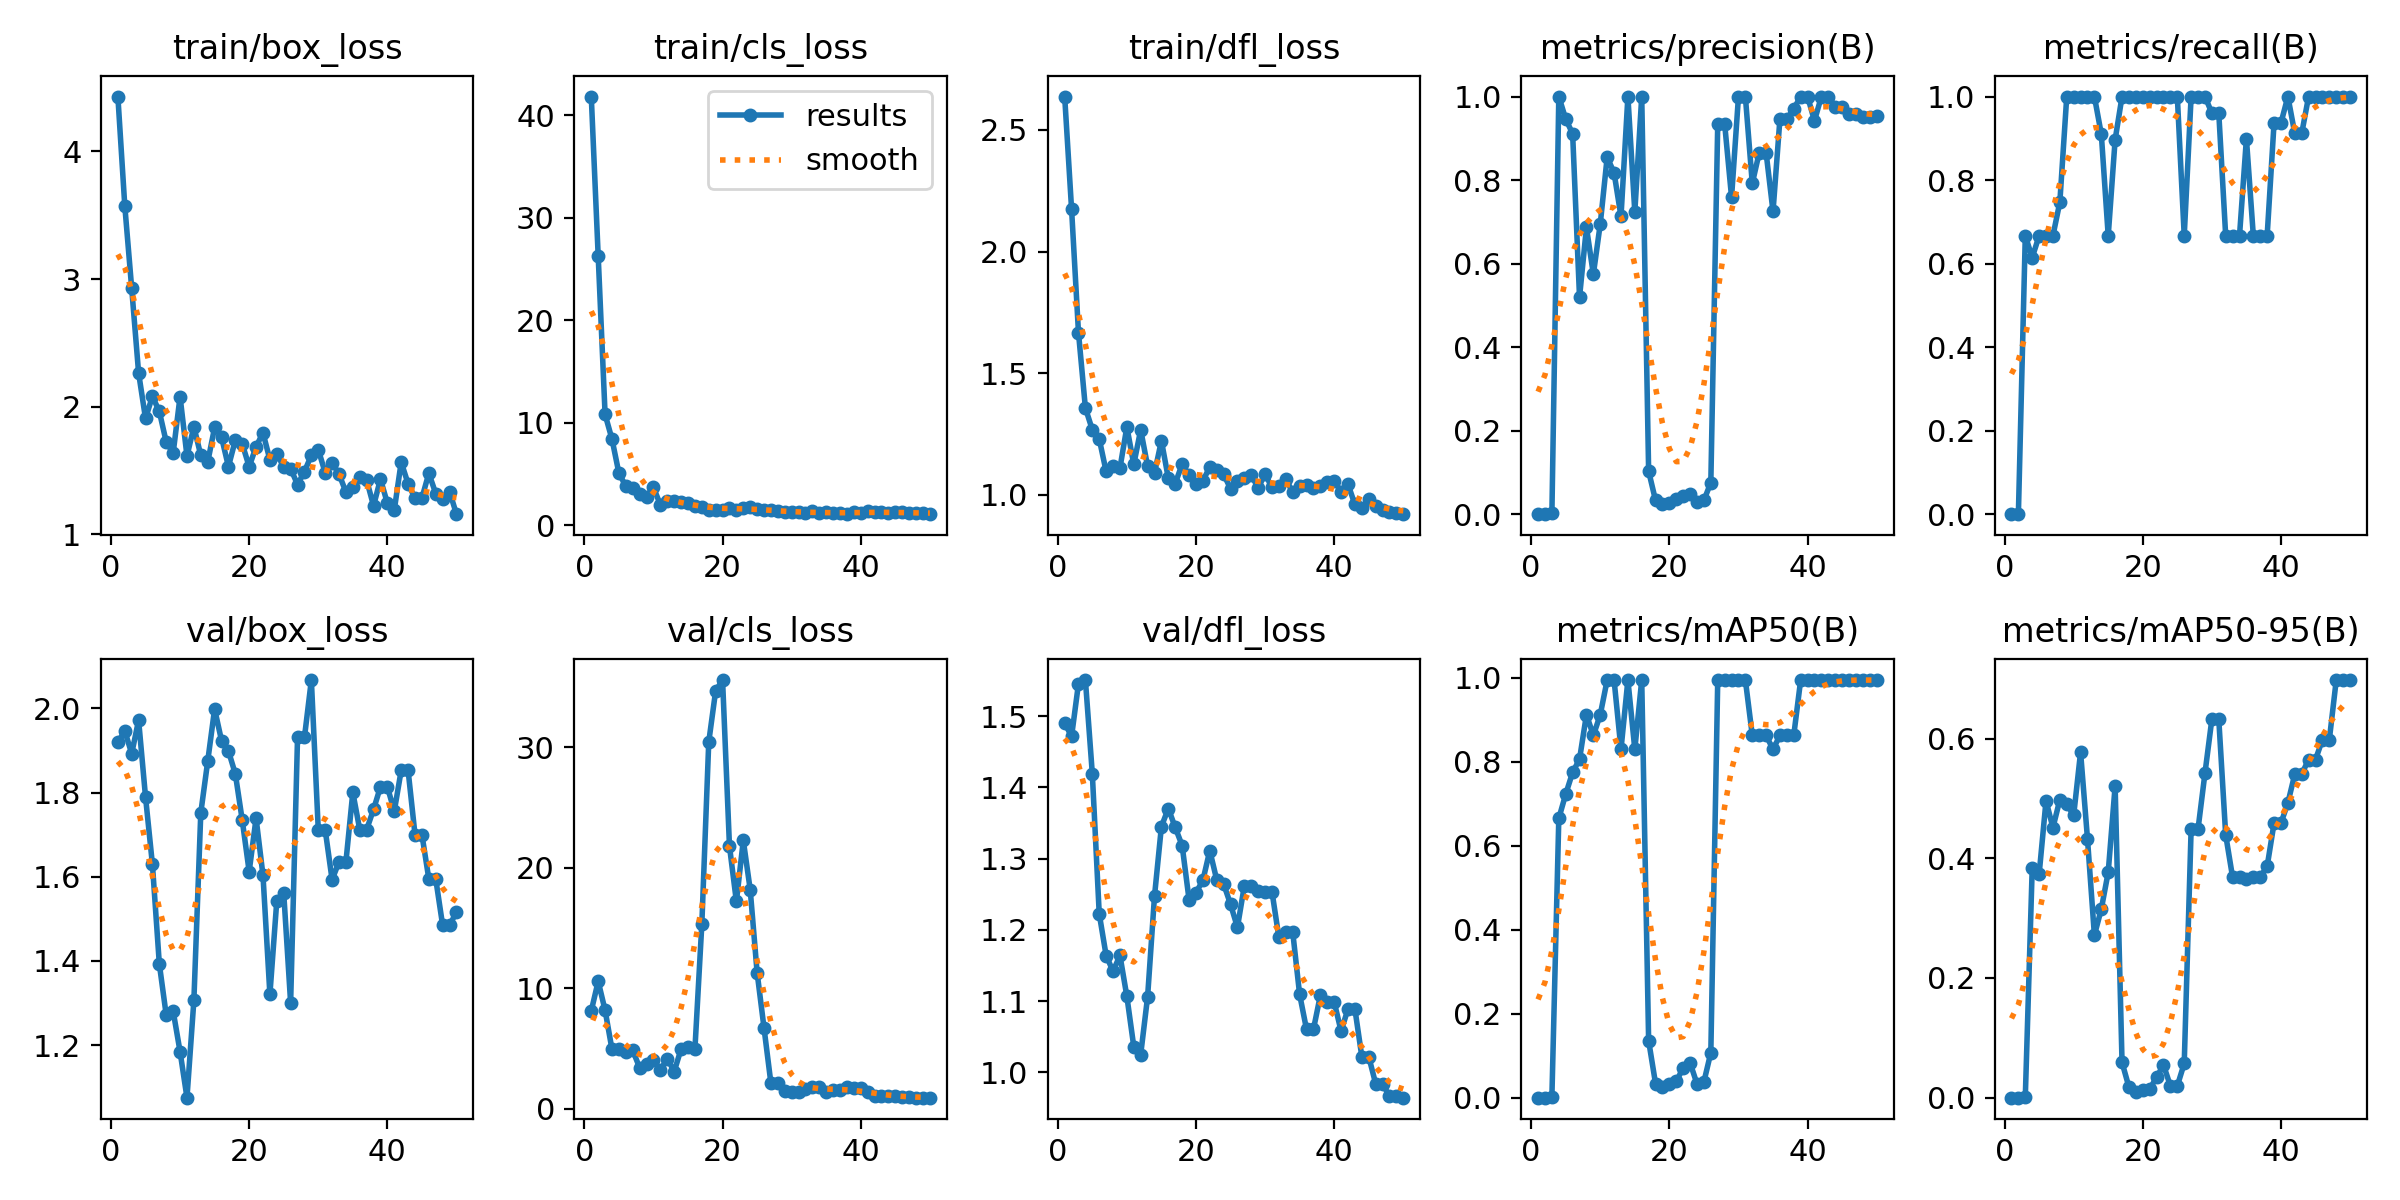 train/box_loss
train/cls_loss
train/dfl_loss
metrics/precision(B)
metrics/recall(B)
4
3
2
1
0 20 40
40
30
20
10
0
0 20 40
results
smooth
2.5
2.0
1.5
1.0
0 20 40
1.0
0.8
0.6
0.4
0.2
0.0
0 20 40
1.0
0.8
0.6
0.4
0.2
0.0
0 20 40
val/box_loss
val/cls_loss
val/dfl_loss
metrics/mAP50(B)
metrics/mAP50-95(B)
2.0
1.8
1.6
1.4
1.2
0 20 40
30
20
10
0
0 20 40
1.5
1.4
1.3
1.2
1.1
1.0
0 20 40
1.0
0.8
0.6
0.4
0.2
0.0
0 20 40
0.6
0.4
0.2
0.0
0 20 40